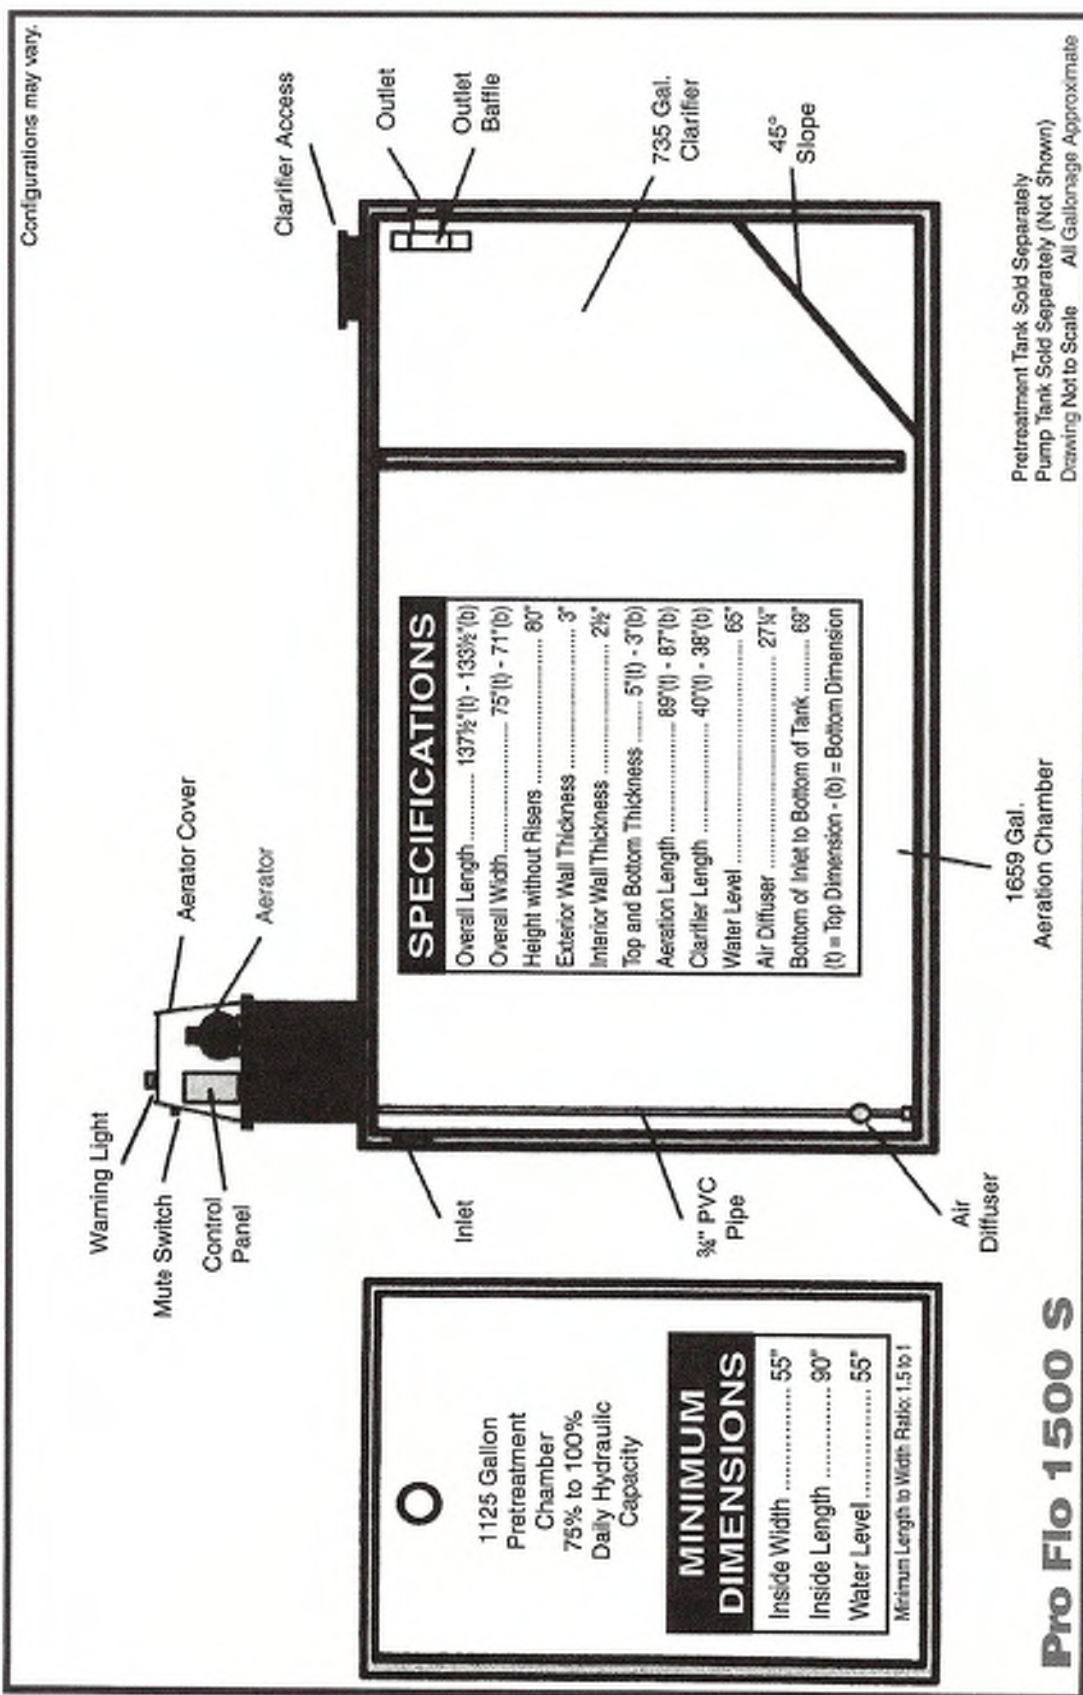 Configurations may vary.
Warning Light
Mute Switch
Control
Panel
Aerator Cover
Aerator
Clarifier Access
Outlet
Outlet
Baffle
735 Gal.
Clarifier
45°
Slope
Inlet
¾" PVC
Pipe
Air
Diffuser
1659 Gal.
Aeration Chamber
1125 Gallon
Pretreatment
Chamber
75% to 100%
Daily Hydraulic
Capacity
MINIMUM
DIMENSIONS
Inside Width .............. 55"
Inside Length .............. 90"
Water Level .............. 55"
Minimum Length to Width Ratio: 1.5 to 1
SPECIFICATIONS
Overall Length .......... 137½"(t) - 133½"(b)
Overall Width .............. 75"(t) - 71"(b)
Height without Risers .............. 80"
Exterior Wall Thickness .............. 3"
Interior Wall Thickness .............. 2½"
Top and Bottom Thickness ........ 5"(t) - 3"(b)
Aeration Length .............. 89"(t) - 87"(b)
Clarifier Length .............. 40"(t) - 38"(b)
Water Level .............. 65"
Air Diffuser .............. 27¼"
Bottom of Inlet to Bottom of Tank .......... 69"
(t) = Top Dimension - (b) = Bottom Dimension
Pretreatment Tank Sold Separately
Pump Tank Sold Separately (Not Shown)
Drawing Not to Scale All Gallonage Approximate
Pro Flo 1500 S